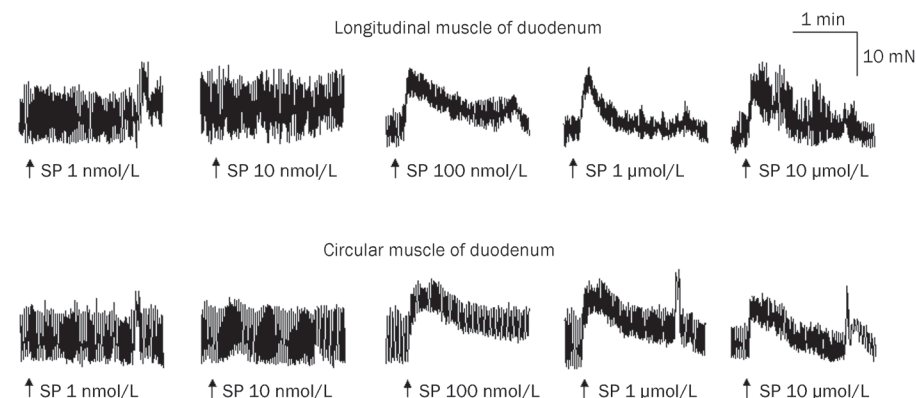 1 min
Longitudinal muscle of duodenum
10 mN
SP 1 nmol/L SP 10 nmol/L SP 100 nmol/L SP 1 µmol/L SP 10 µmol/L
Circular muscle of duodenum
SP 1 nmol/L SP 10 nmol/L SP 100 nmol/L SP 1 µmol/L SP 10 µmol/L